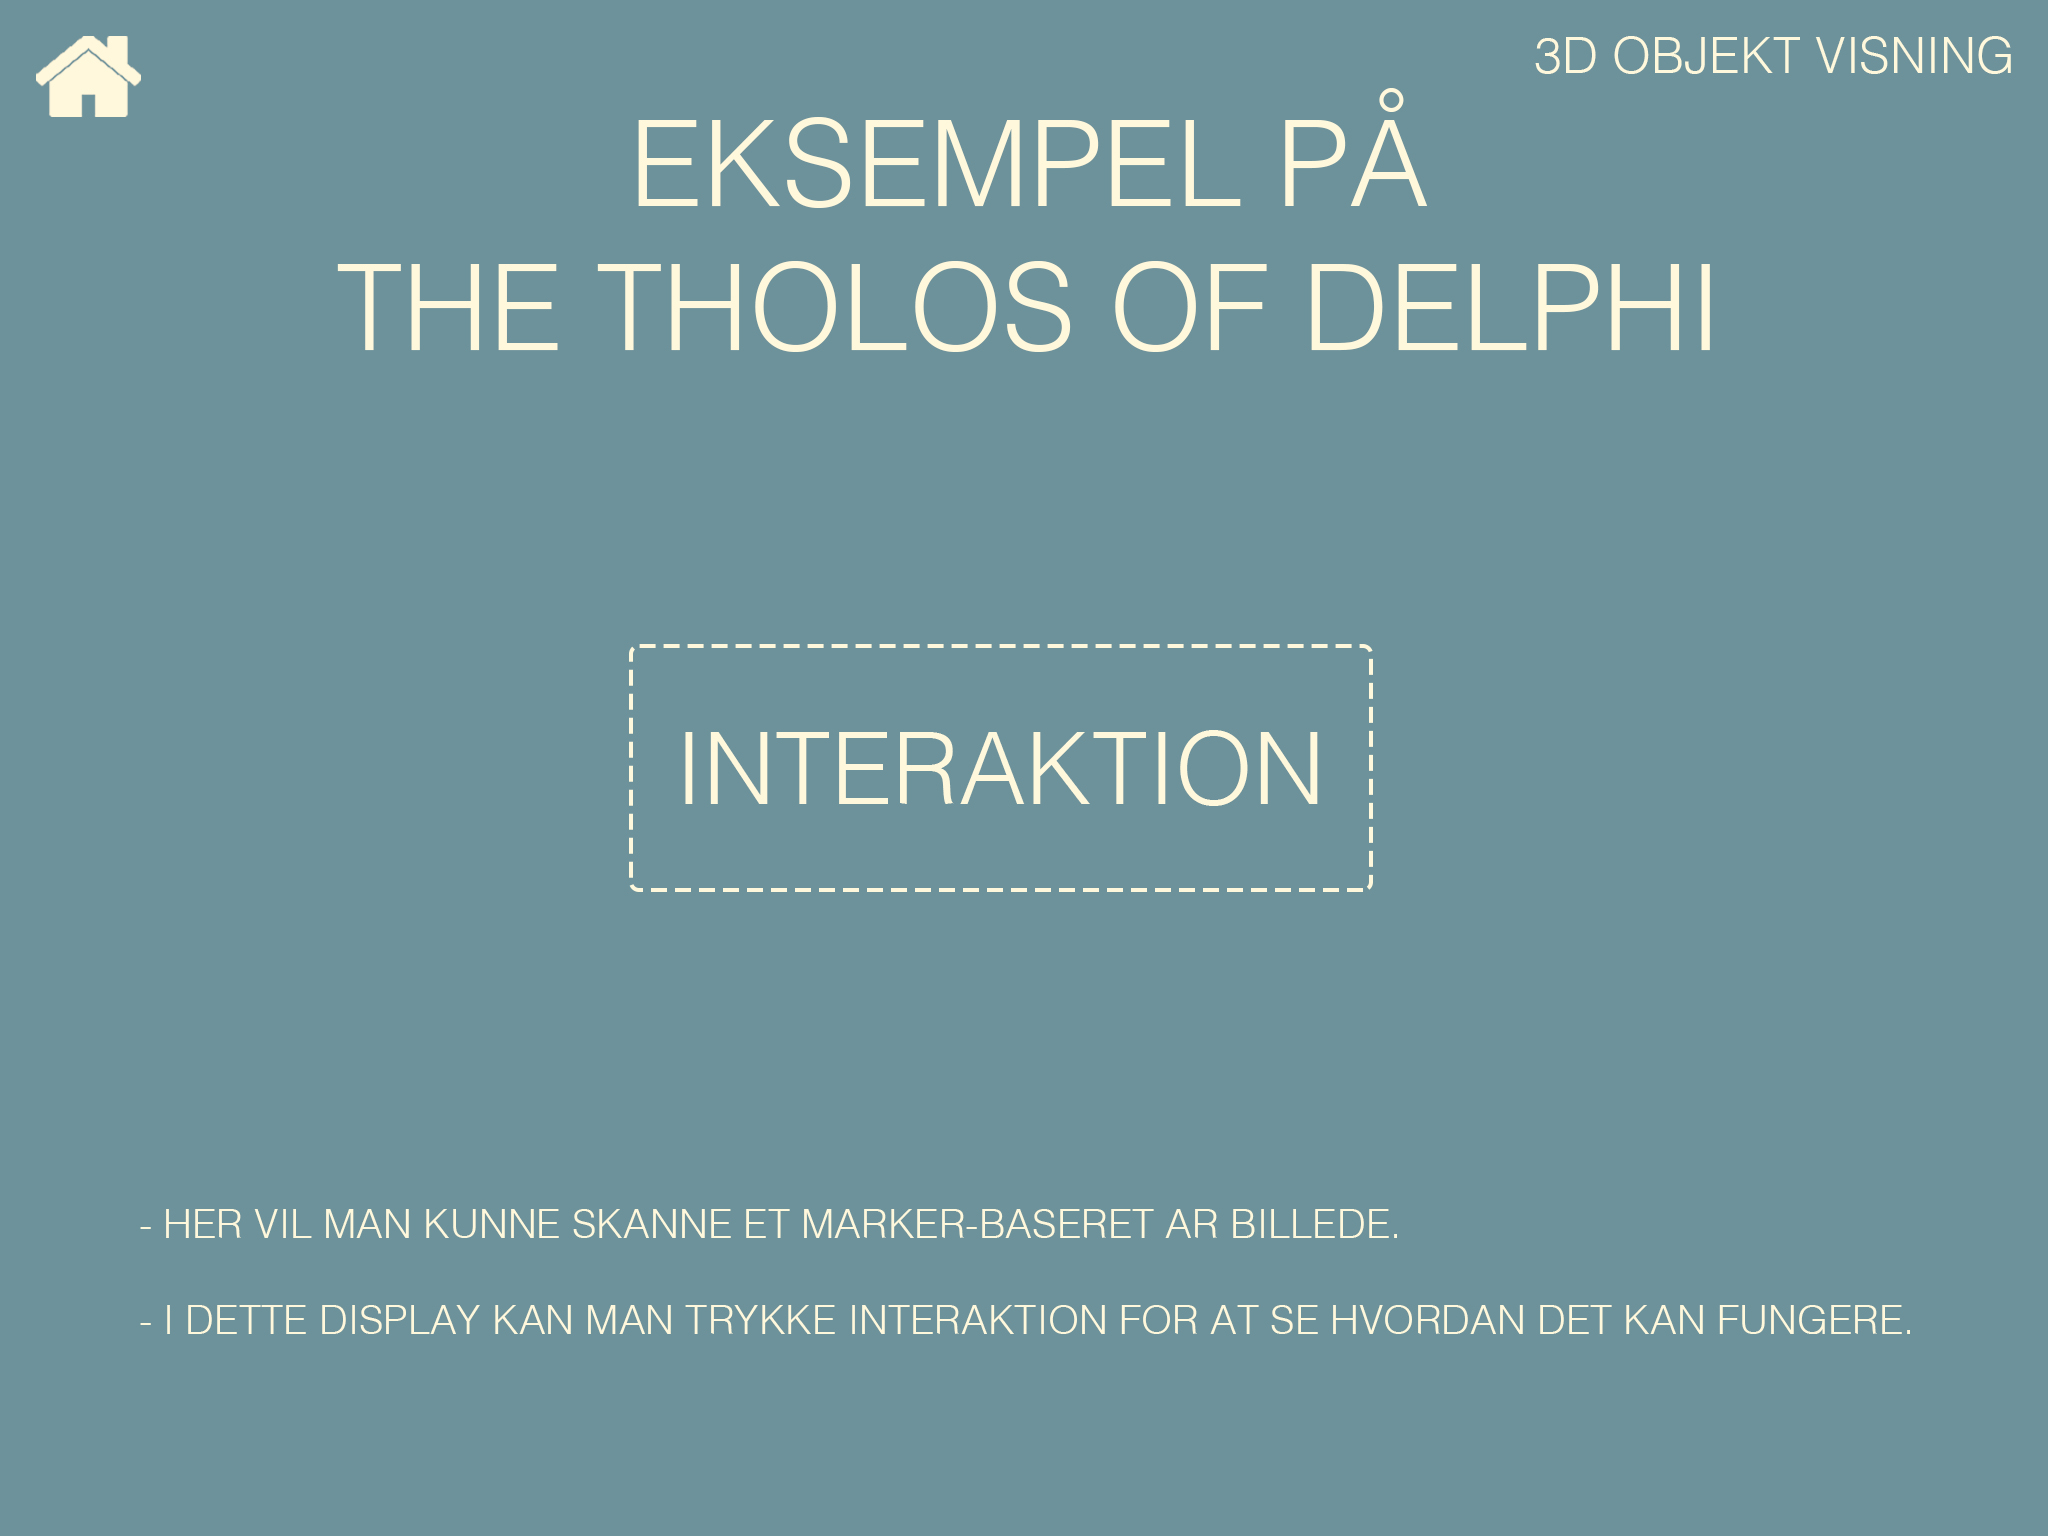 3D OBJEKT VISNING
EKSEMPEL PÅ
THE THOLOS OF DELPHI
INTERAKTION
- HER VIL MAN KUNNE SKANNE ET MARKER-BASERET AR BILLEDE.
- I DETTE DISPLAY KAN MAN TRYKKE INTERAKTION FOR AT SE HVORDAN DET KAN FUNGERE.